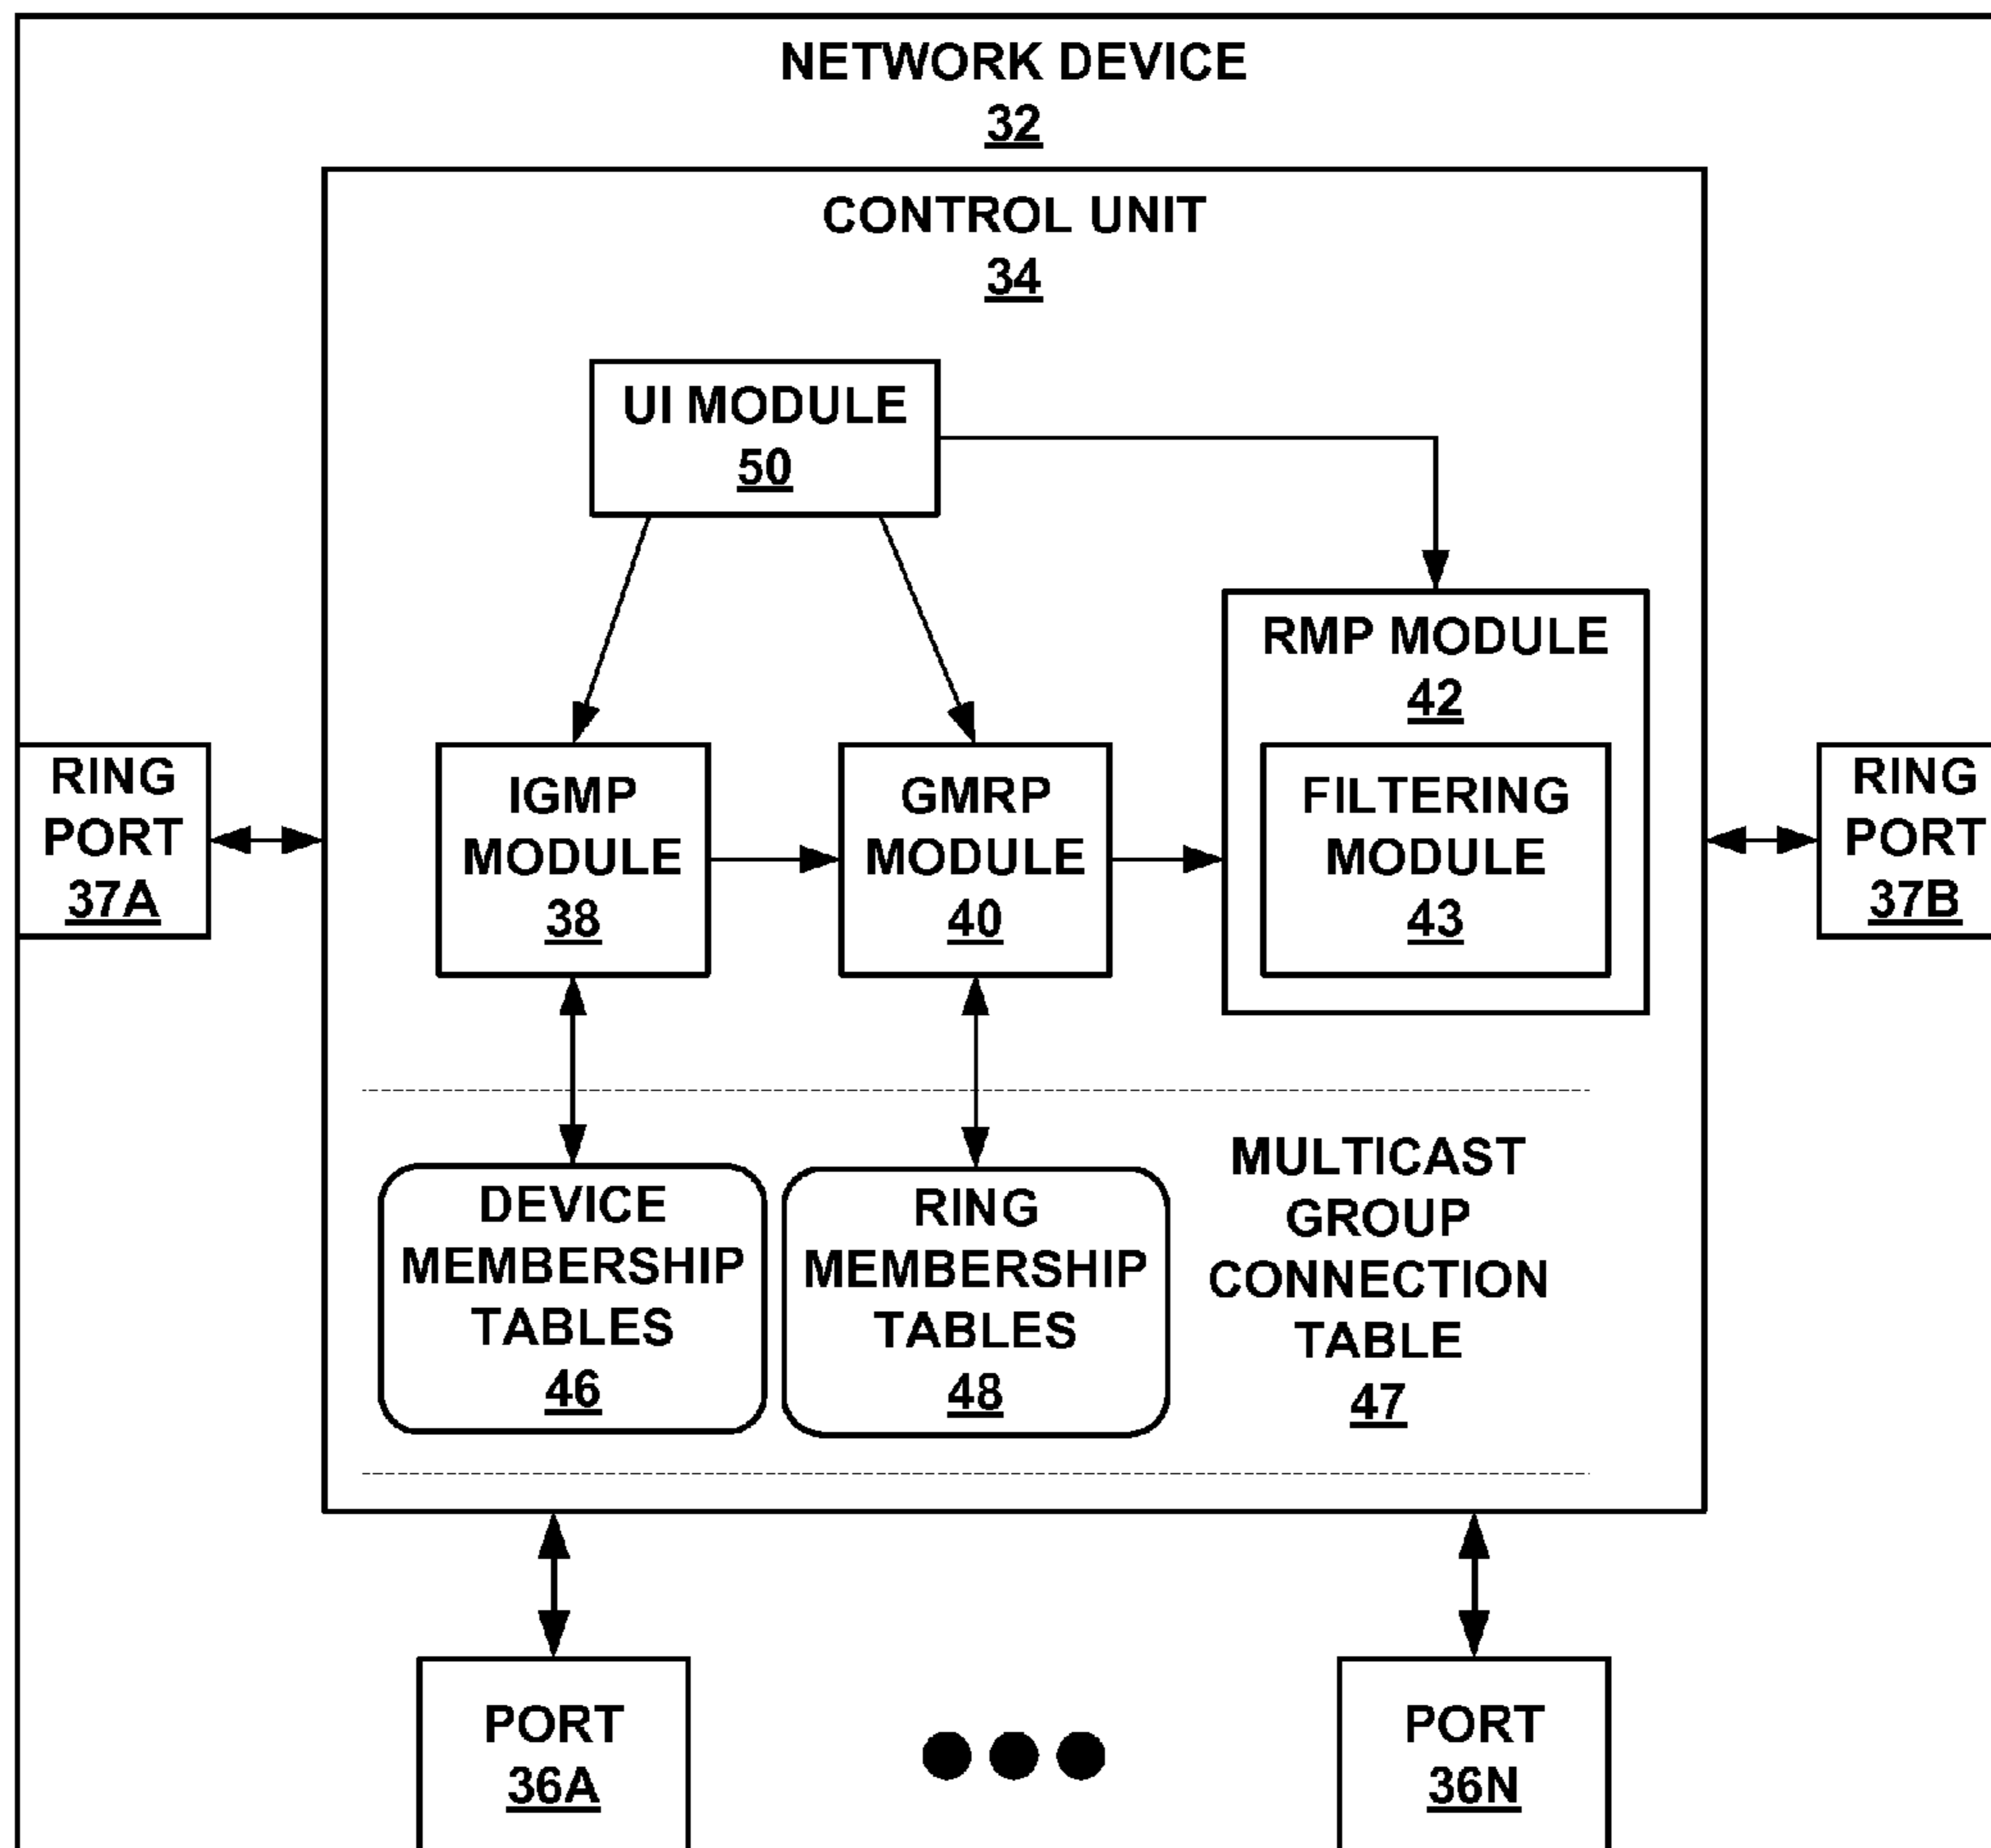 NETWORK DEVICE
32
CONTROL UNIT
34
UI MODULE
50
RMP MODULE
42
RING
PORT
37A
IGMP
MODULE
38
GMRP
MODULE
40
FILTERING
MODULE
43
RING
PORT
37B
DEVICE
MEMBERSHIP
TABLES
46
RING
MEMBERSHIP
TABLES
48
MULTICAST
GROUP
CONNECTION
TABLE
47
PORT
36A
PORT
36N